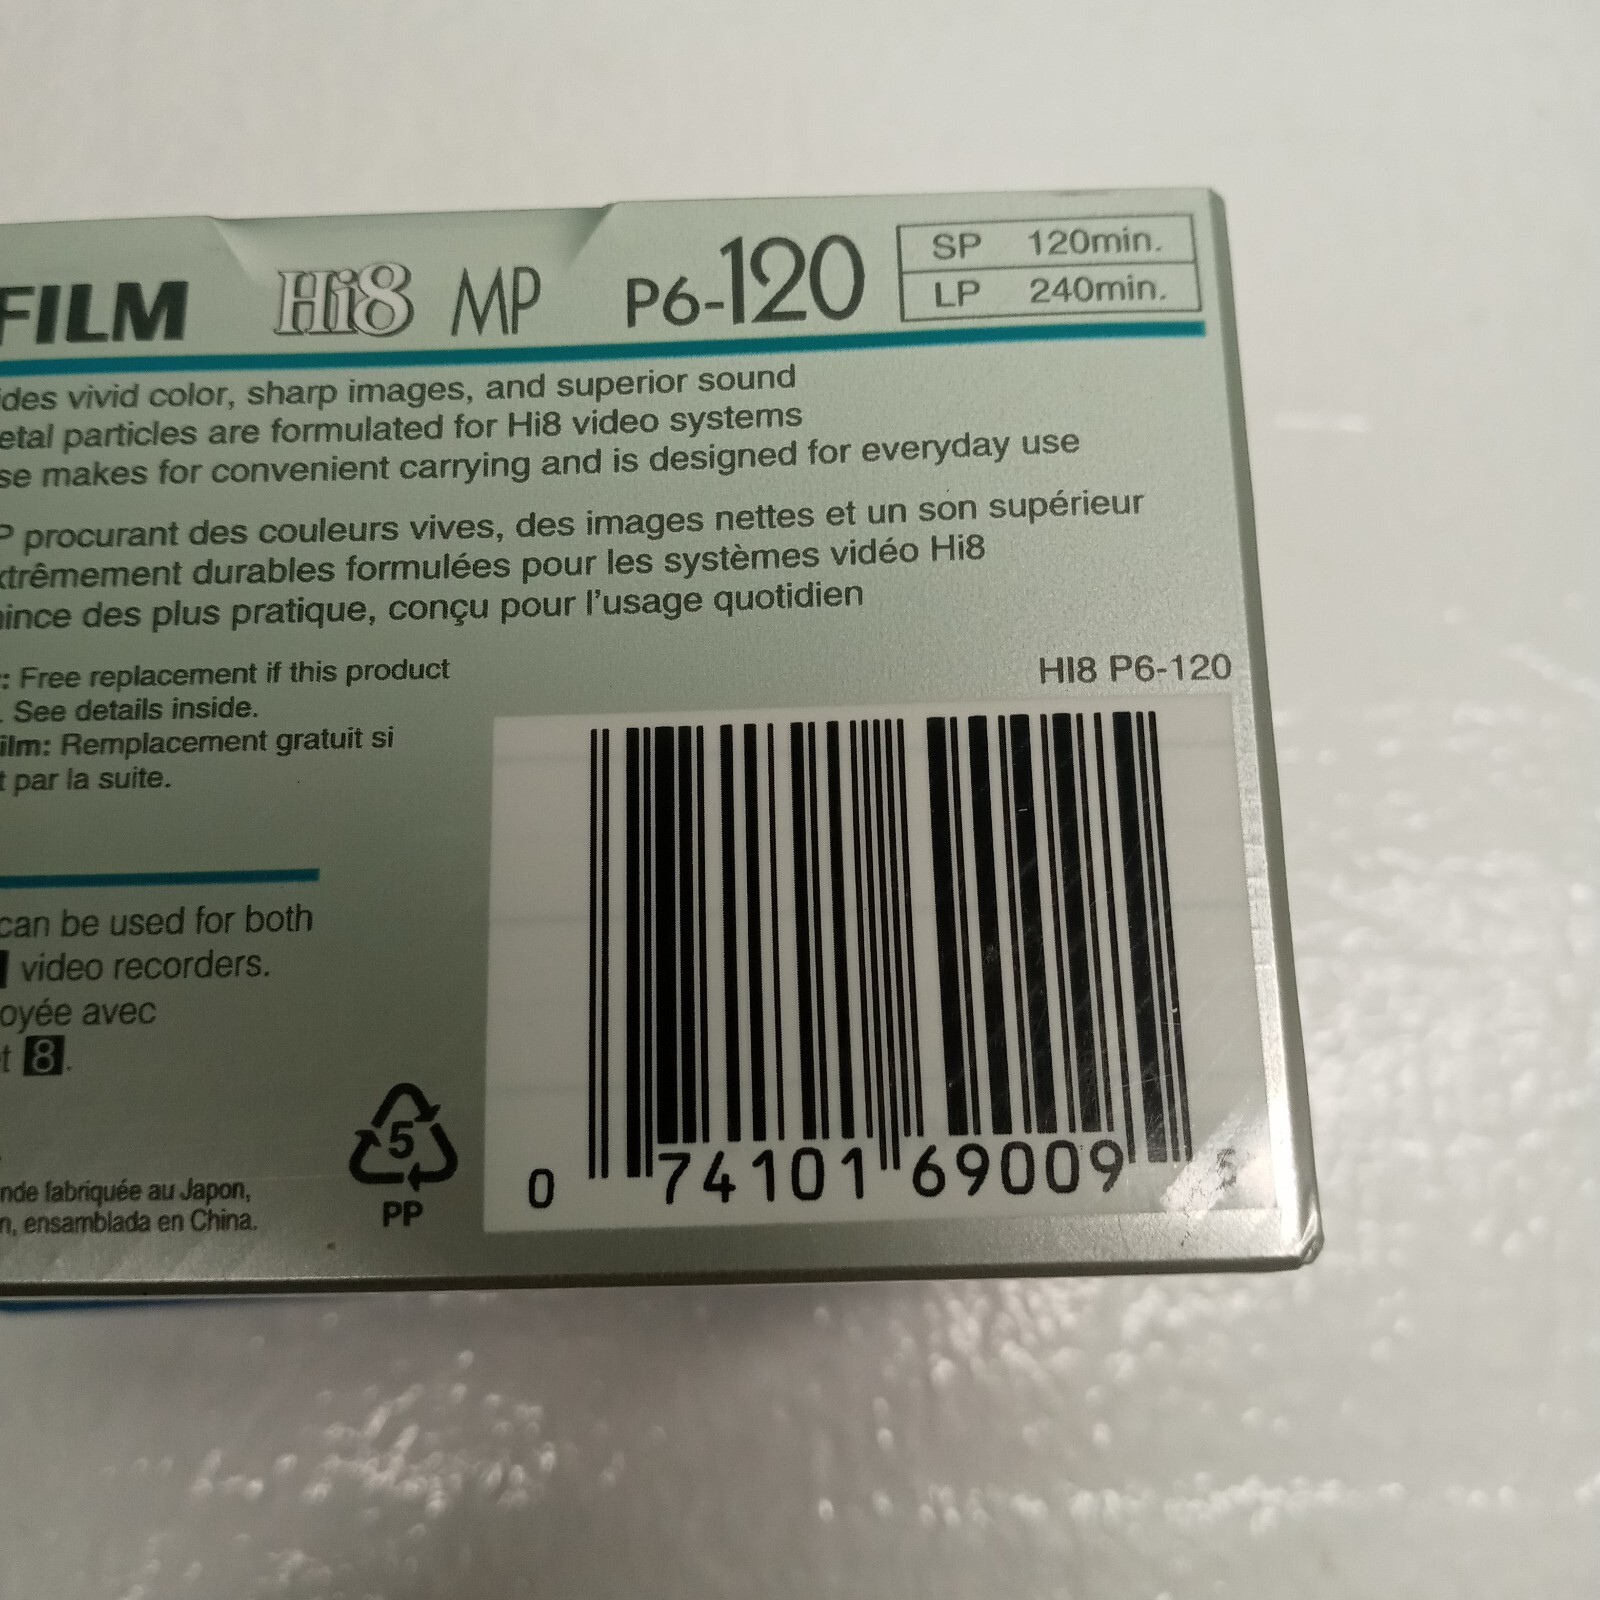 FILM Hi8 MP P6-120
SP 120min.
LP 240min.
ides vivid color, sharp images, and superior sound
etal particles are formulated for Hi8 video systems
se makes for convenient carrying and is designed for everyday use
P procurant des couleurs vives, des images nettes et un son supérieur
xtrêmement durables formulées pour les systèmes vidéo Hi8
ince des plus pratique, conçu pour l'usage quotidien
: Free replacement if this product
. See details inside.
ilm: Remplacement gratuit si
t par la suite.
HI8 P6-120
can be used for both
video recorders.
oyée avec
t 8.
5
PP
nde fabriquée au Japon,
n, ensamblada en China.
0 74101 69009 5